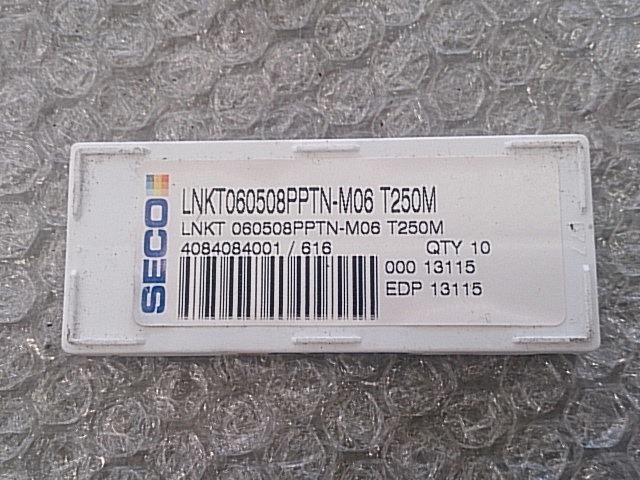 SECO
LNKT060508PPTN-M06 T250M
LNKT 060508PPTN-M06 T250M
4084084001 / 616 QTY 10
000 13115
EDP 13115